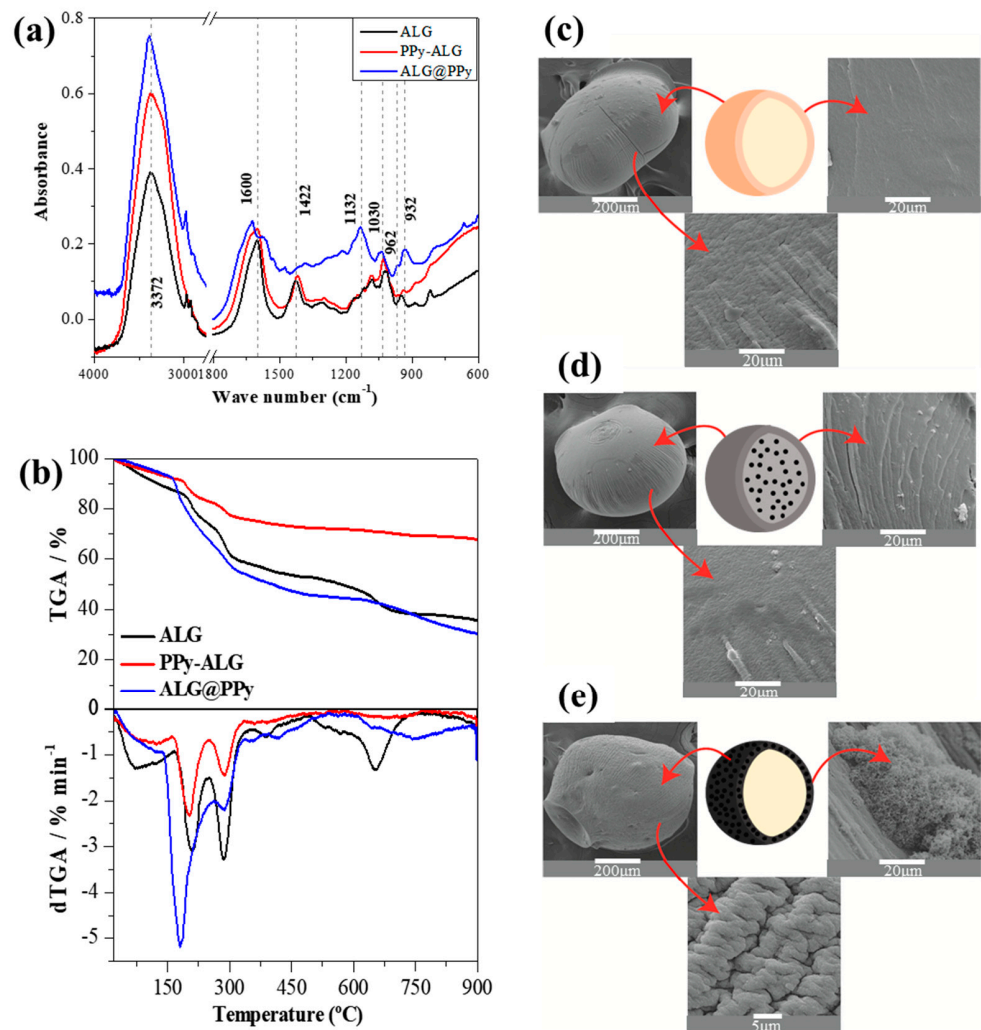 (a)
0.8
0.6
0.4
0.2
0.0
Absorbance
ALG
PPy-ALG
ALG@PPy
3372
1600
1422
1132
1030
962
932
4000
3000
1800
1500
1200
900
600
Wave number (cm⁻¹)
(b)
100
80
60
40
20
0
TGA / %
ALG
PPy-ALG
ALG@PPy
-1
-2
-3
-4
-5
dTGA / % min⁻¹
150
300
450
600
750
900
Temperature (ºC)
(c)
200µm
20µm
20µm
(d)
200µm
20µm
20µm
(e)
200µm
20µm
5µm